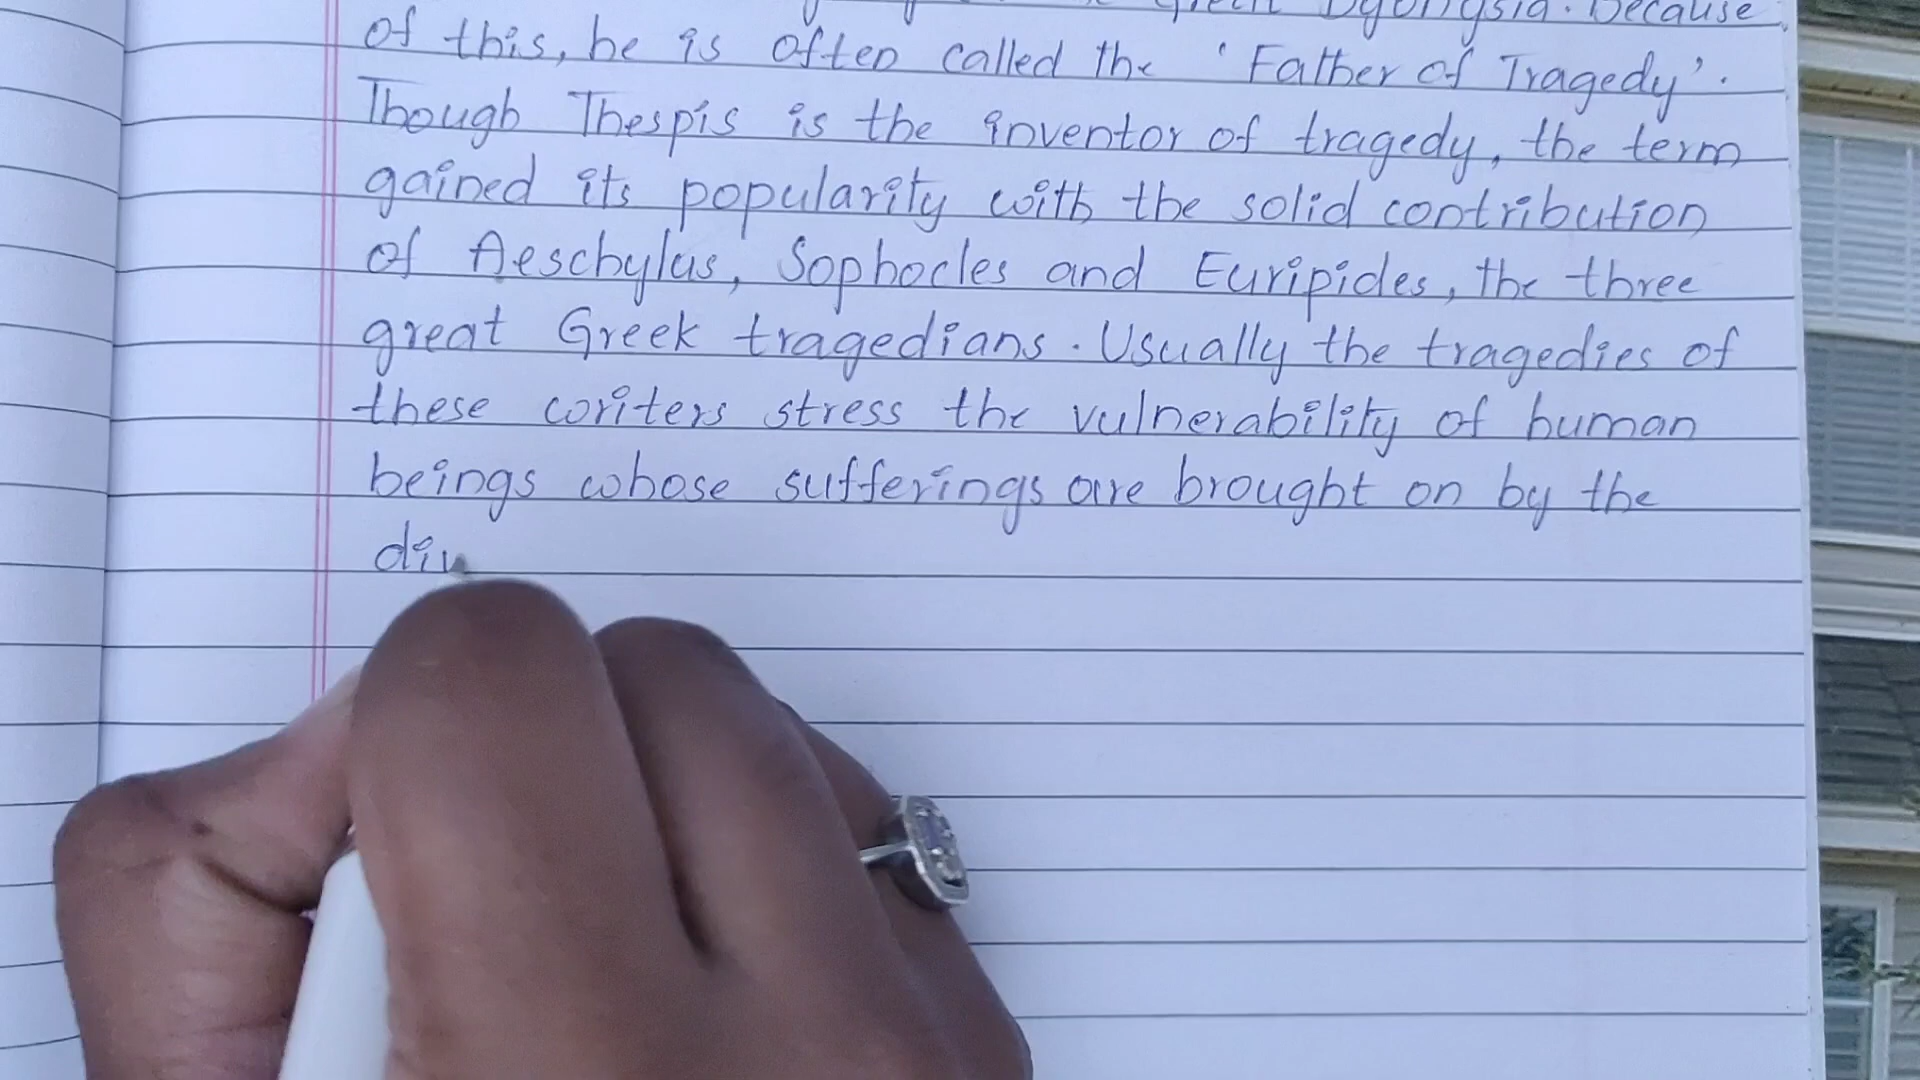 Because
of this, he is often called the 'Father of Tragedy'.
Though Thespis is the inventor of tragedy, the term
gained its popularity with the solid contribution
of Aeschylus, Sophocles and Euripides, the three
great Greek tragedians. Usually the tragedies of
these writers stress the vulnerability of human
beings whose sufferings are brought on by the
div